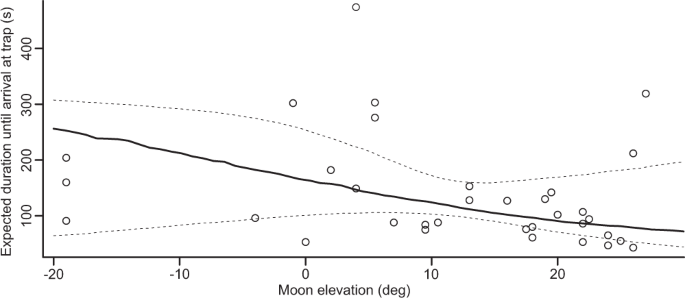 Expected duration until arrival at trap (s)
400
300
200
100
-20 -10 0 10 20
Moon elevation (deg)